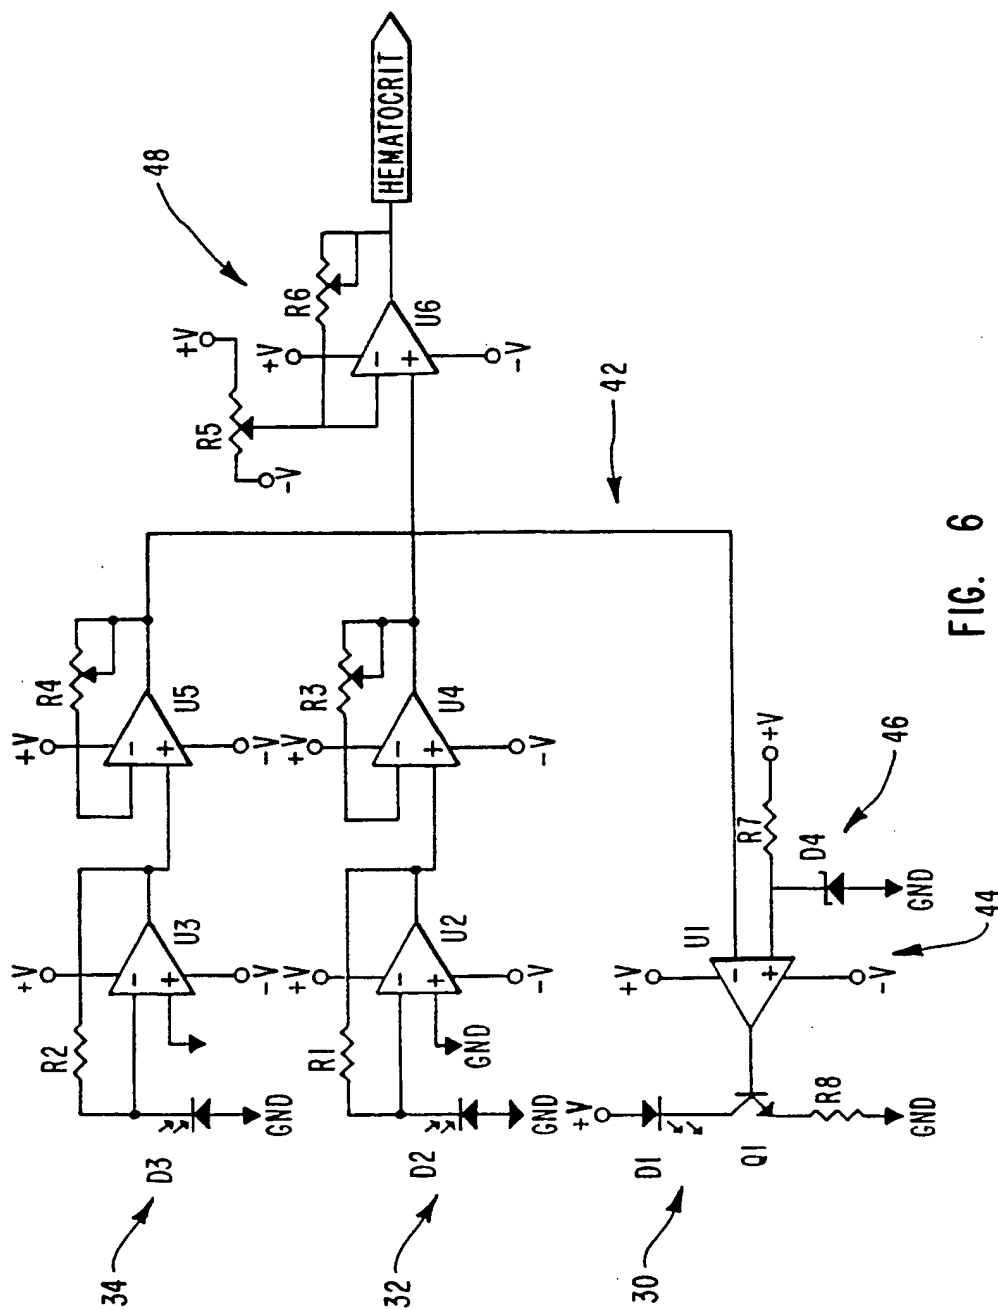 34
D3
GND
R2
+V
U3
-V
R4
+V
U5
-V
32
D2
GND
R1
GND
+V
U2
-V
R3
+V
U4
-V
-V
R5
+V
+V
R6
U6
-V
48
HEMATOCRIT
42
30
D1
+V
Q1
R8
GND
+V
U1
-V
44
GND
D4
46
R7
+V
- +
- +
- +
- +
- +
- +
FIG. 6